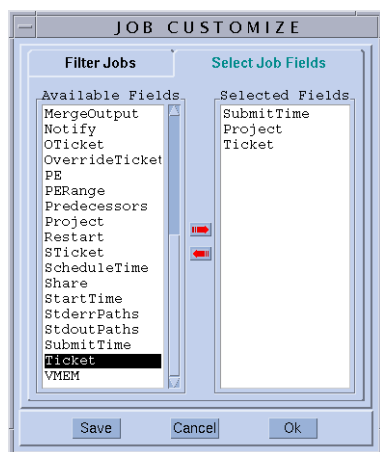 JOB CUSTOMIZE
Filter Jobs
Select Job Fields
Available Fields
MergeOutput
Notify
OTicket
OverrideTicket
PE
PERange
Predecessors
Project
Restart
STicket
ScheduleTime
Share
StartTime
StderrPaths
StdoutPaths
SubmitTime
Ticket
VMEM
Selected Fields
SubmitTime
Project
Ticket
Save
Cancel
Ok